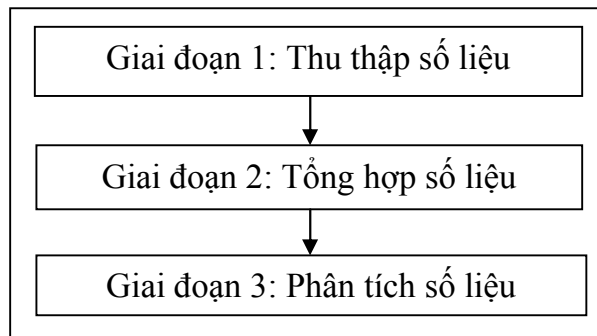 Giai đoạn 1: Thu thập số liệu
Giai đoạn 2: Tổng hợp số liệu
Giai đoạn 3: Phân tích số liệu